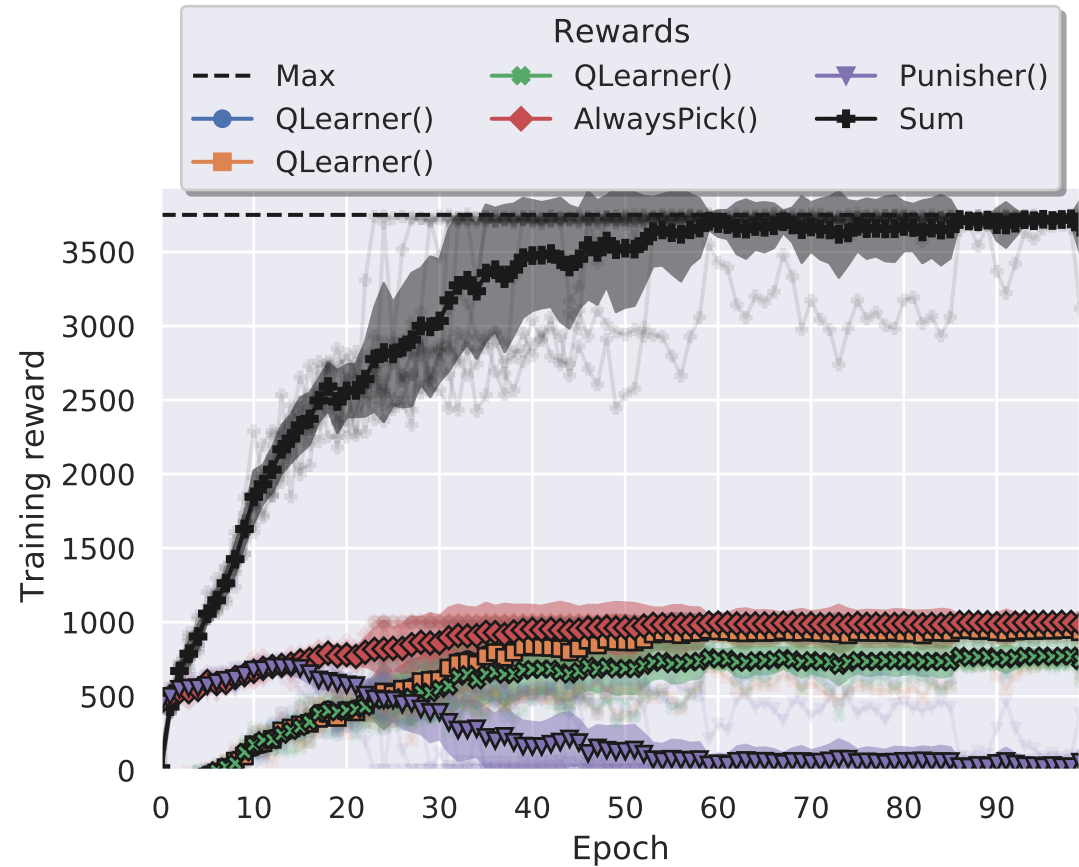 Rewards
Max
QLearner()
QLearner()
QLearner()
AlwaysPick()
Punisher()
Sum
Training reward
3500
3000
2500
2000
1500
1000
500
0
0 10 20 30 40 50 60 70 80 90
Epoch